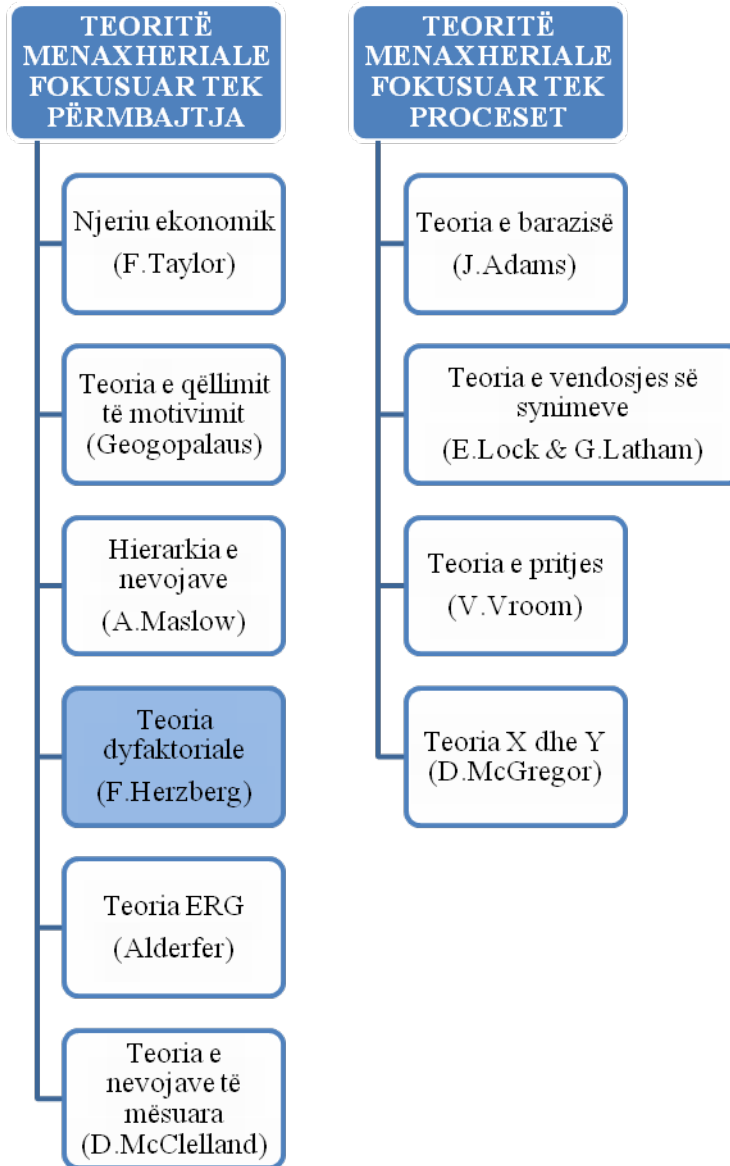 TEORITË
MENAXHERIALE
FOKUSUAR TEK
PËRMBAJTJA
Njeriu ekonomik
(F.Taylor)
Teoria e qëllimit
të motivimit
(Geogopalaus)
Hierarkia e
nevojave
(A.Maslow)
Teoria
dyfaktoriale
(F.Herzberg)
Teoria ERG
(Alderfer)
Teoria e
nevojave të
mësuara
(D.McClelland)
TEORITË
MENAXHERIALE
FOKUSUAR TEK
PROCESET
Teoria e barazisë
(J.Adams)
Teoria e vendosjes së
synimeve
(E.Lock & G.Latham)
Teoria e pritjes
(V.Vroom)
Teoria X dhe Y
(D.McGregor)